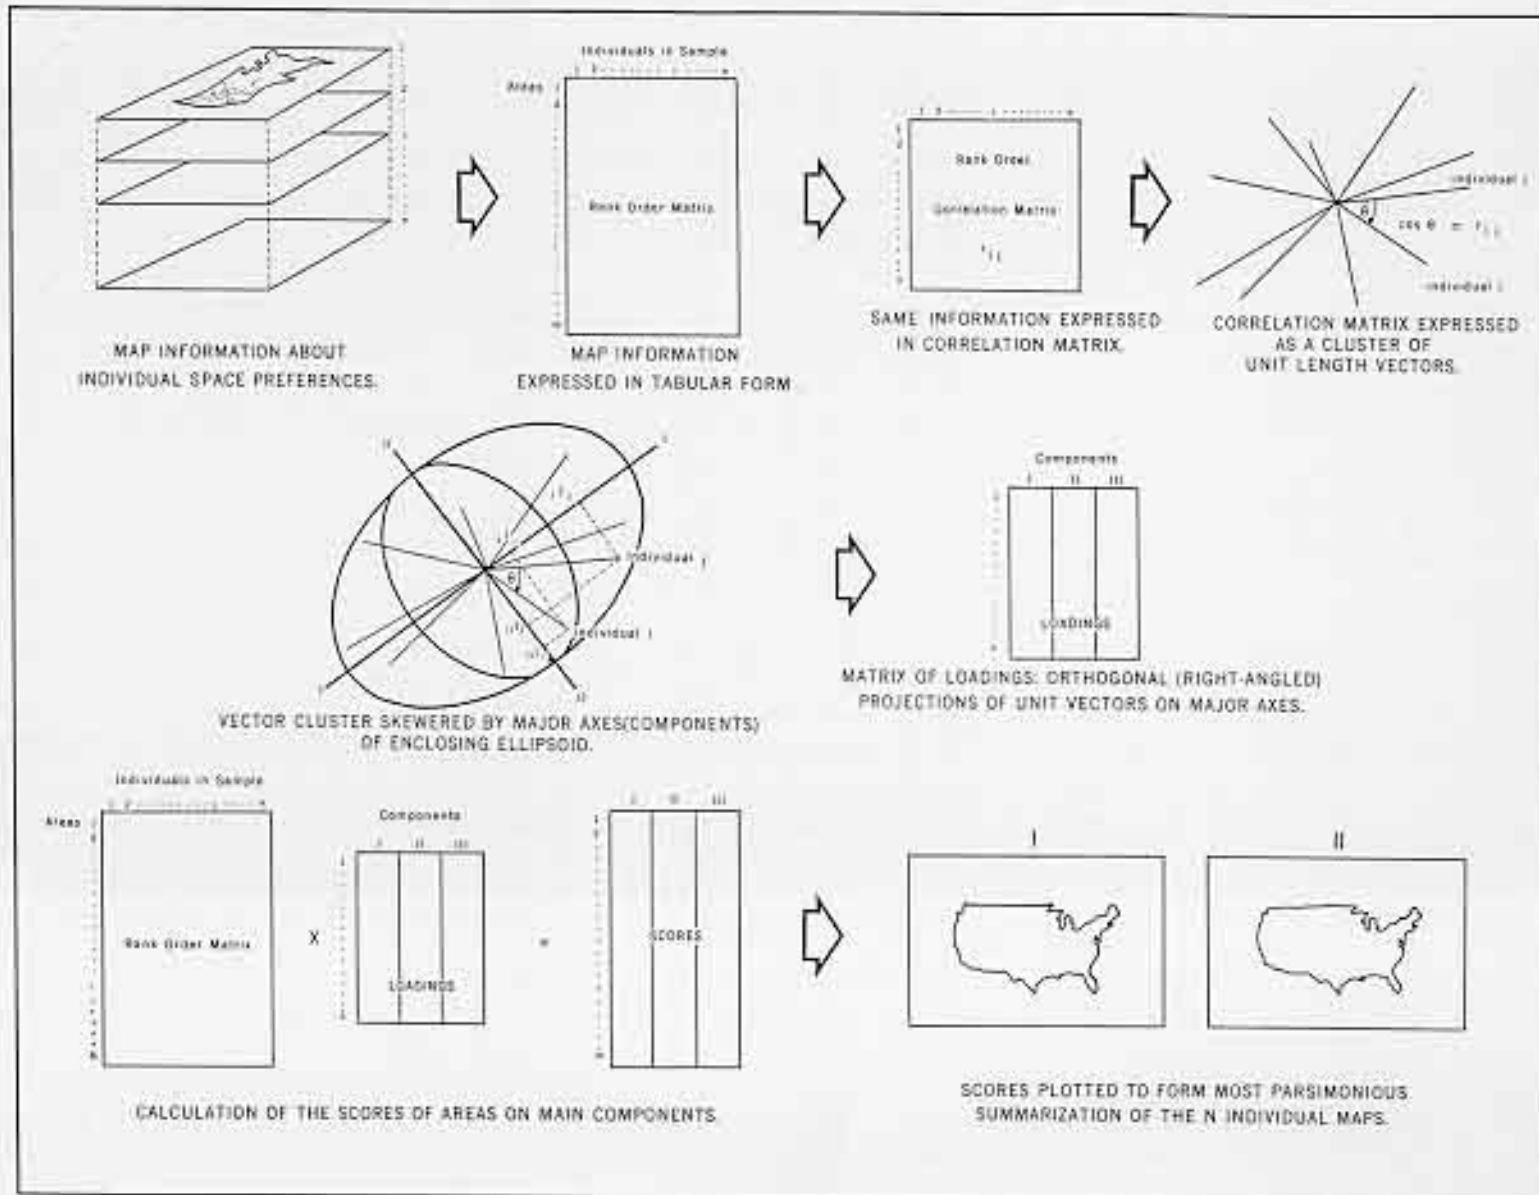 Individuals in Sample
Areas
Rank Order Matrix
Rank Order
Correlation Matrix
individual i
cos θ =
individual j
MAP INFORMATION ABOUT
INDIVIDUAL SPACE PREFERENCES.
MAP INFORMATION
EXPRESSED IN TABULAR FORM
SAME INFORMATION EXPRESSED
IN CORRELATION MATRIX.
CORRELATION MATRIX EXPRESSED
AS A CLUSTER OF
UNIT LENGTH VECTORS.
II
I
Individual j
θ
Individual i
I
II
VECTOR CLUSTER SKEWERED BY MAJOR AXES(COMPONENTS)
OF ENCLOSING ELLIPSOID.
Components
I II III
LOADINGS
MATRIX OF LOADINGS: ORTHOGONAL (RIGHT-ANGLED)
PROJECTIONS OF UNIT VECTORS ON MAJOR AXES.
Individuals in Sample
Areas
Rank Order Matrix
X
Components
I II III
LOADINGS
=
I II III
SCORES
CALCULATION OF THE SCORES OF AREAS ON MAIN COMPONENTS.
I II
SCORES PLOTTED TO FORM MOST PARSIMONIOUS
SUMMARIZATION OF THE N INDIVIDUAL MAPS.